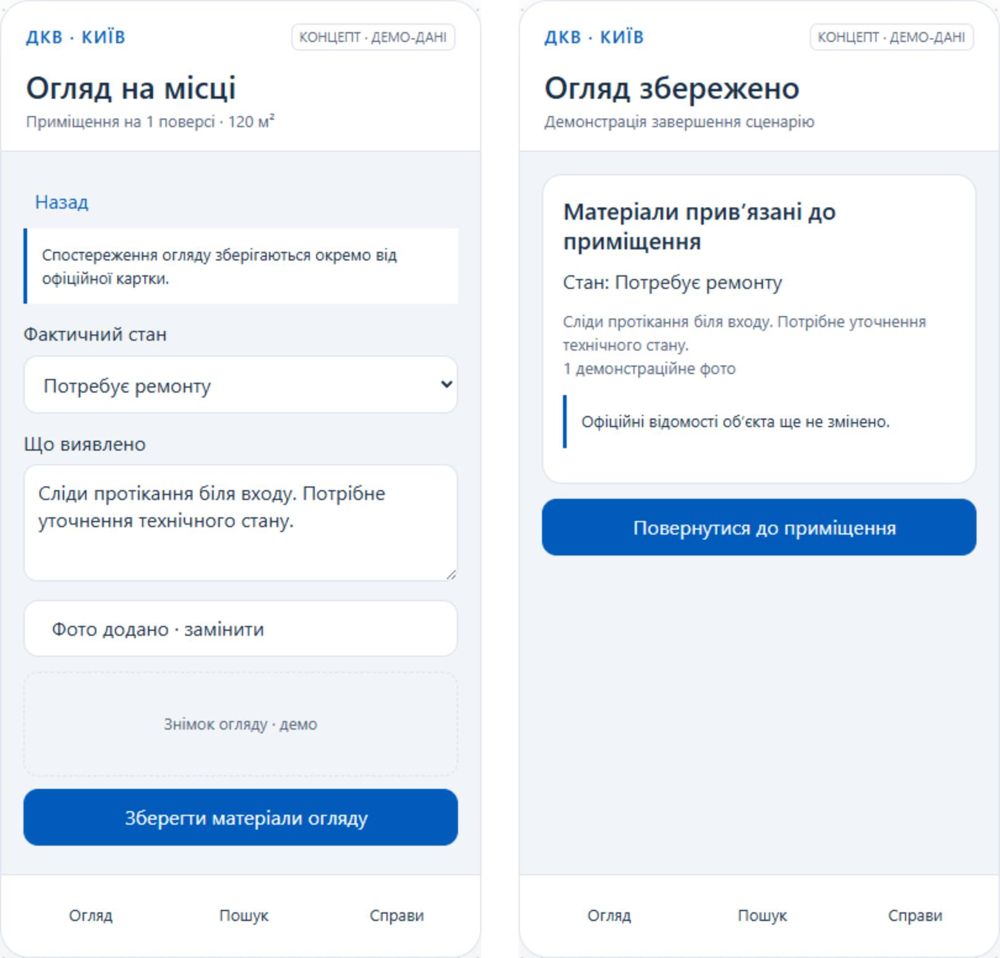 ДКВ · КИЇВ
КОНЦЕПТ · ДЕМО-ДАНІ
Огляд на місці
Приміщення на 1 поверсі · 120 м²
Назад
Спостереження огляду зберігаються окремо від
офіційної картки.
Фактичний стан
Потребує ремонту
Що виявлено
Сліди протікання біля входу. Потрібне
уточнення технічного стану.
Фото додано · замінити
Знімок огляду · демо
Зберегти матеріали огляду
Огляд
Пошук
Справи
ДКВ · КИЇВ
КОНЦЕПТ · ДЕМО-ДАНІ
Огляд збережено
Демонстрація завершення сценарію
Матеріали прив’язані до
приміщення
Стан: Потребує ремонту
Сліди протікання біля входу. Потрібне уточнення
технічного стану.
1 демонстраційне фото
Офіційні відомості об’єкта ще не змінено.
Повернутися до приміщення
Огляд
Пошук
Справи